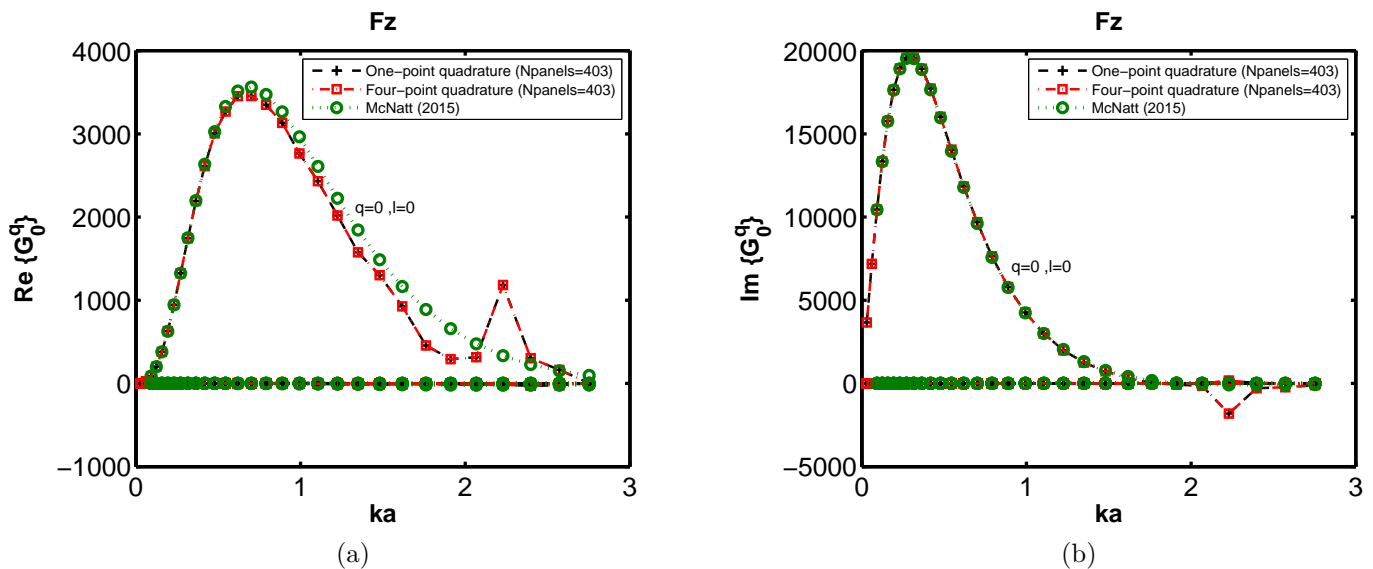 Fz
4000
3000
2000
1000
0
−1000
0
1
2
3
ka
Re {G₀^q}
One−point quadrature (Npanels=403)
Four−point quadrature (Npanels=403)
McNatt (2015)
q=0 ,l=0
(a)
Fz
20000
15000
10000
5000
0
−5000
0
1
2
3
ka
Im {G₀^q}
One−point quadrature (Npanels=403)
Four−point quadrature (Npanels=403)
McNatt (2015)
q=0 ,l=0
(b)